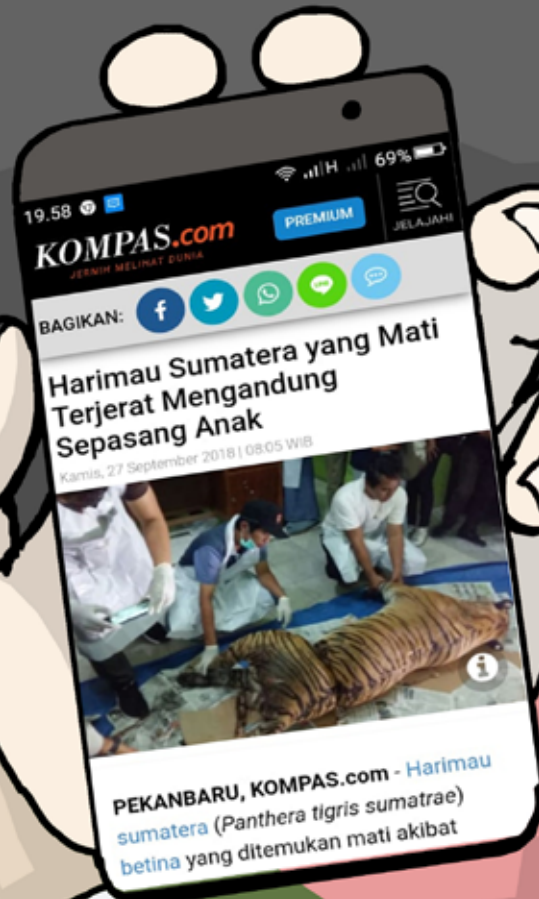 19.58
H
69%
KOMPAS.com
JERNIH MELIHAT DUNIA
PREMIUM
JELAJAHI
BAGIKAN:
f
LINE
Harimau Sumatera yang Mati
Terjerat Mengandung
Sepasang Anak
Kamis, 27 September 2018 | 08:05 WIB
i
PEKANBARU, KOMPAS.com - Harimau
sumatera (Panthera tigris sumatrae)
betina yang ditemukan mati akibat